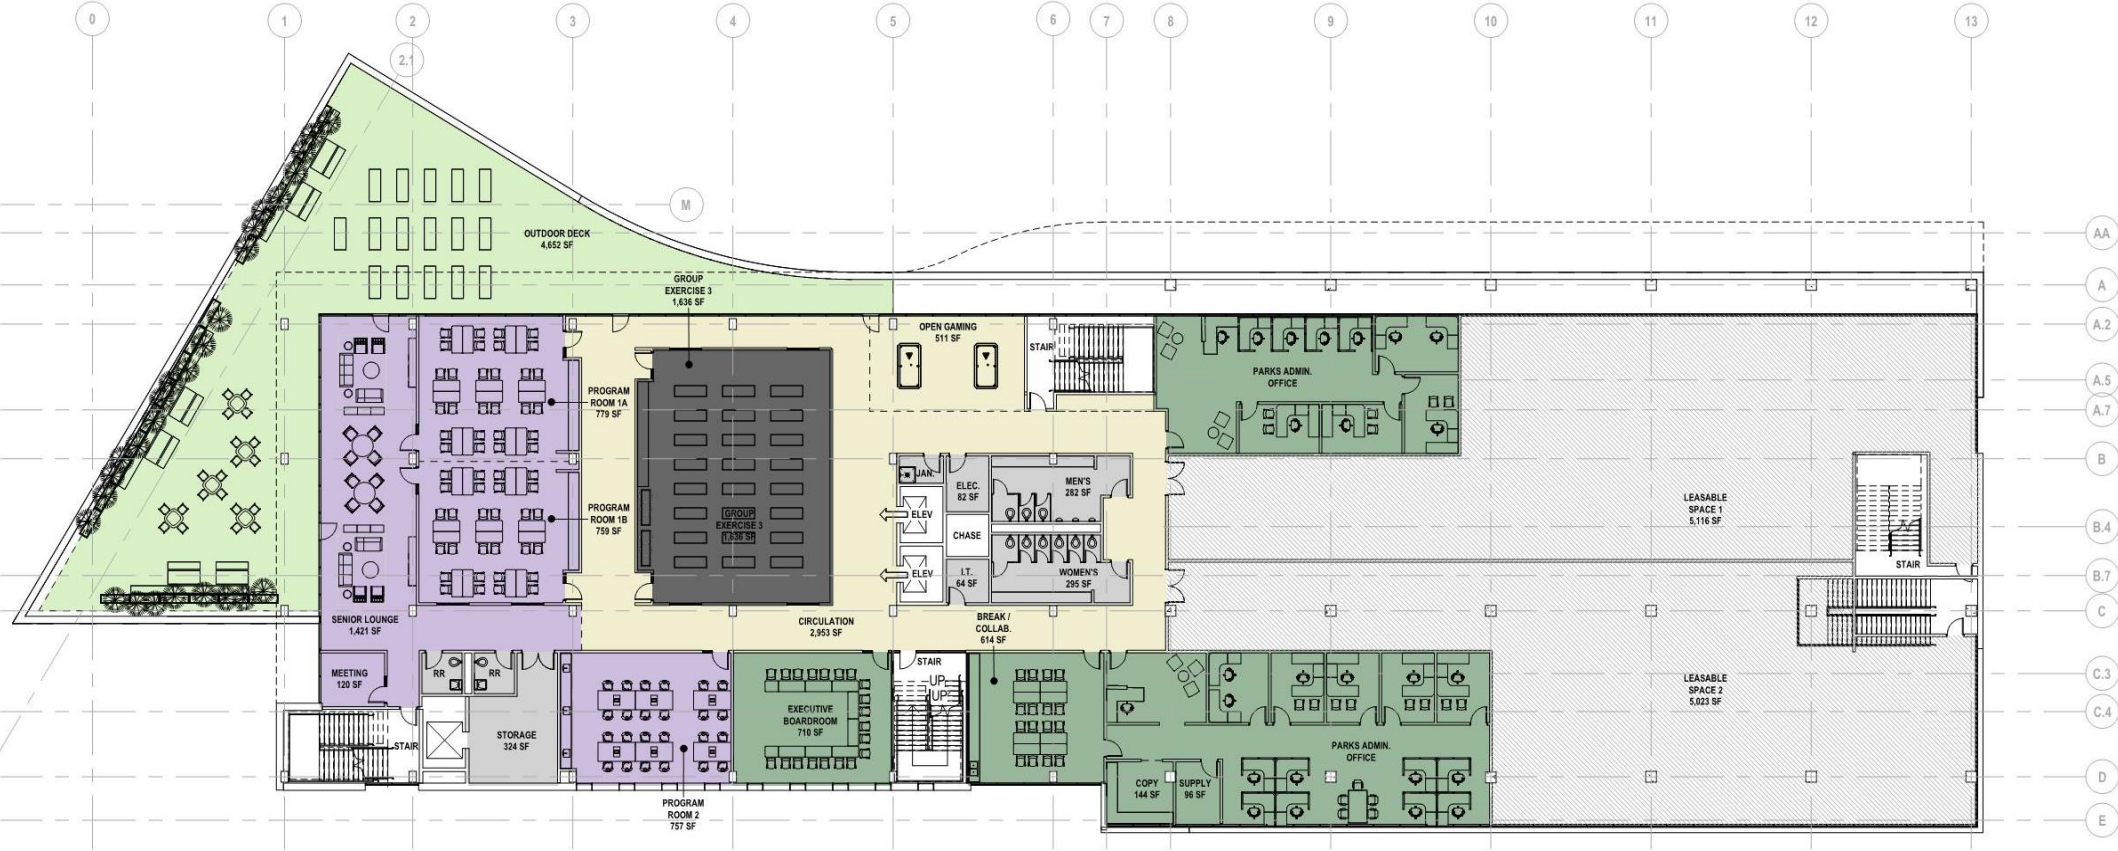 0 1 2 3 4 5 6 7 8 9 10 11 12 13
2.1
M
AA
OUTDOOR DECK
4,652 SF
GROUP
EXERCISE 3
1,636 SF
A
OPEN GAMING
511 SF
A.2
STAIR
PARKS ADMIN.
OFFICE
A.5
PROGRAM
ROOM 1A
779 SF
A.7
B
JAN.
ELEC.
82 SF
MEN'S
282 SF
LEASABLE
SPACE 1
5,116 SF
PROGRAM
ROOM 1B
759 SF
GROUP
EXERCISE 3
1,636 SF
ELEV
B.4
CHASE
STAIR
ELEV
I.T.
64 SF
WOMEN'S
295 SF
B.7
C
SENIOR LOUNGE
1,421 SF
CIRCULATION
2,953 SF
BREAK /
COLLAB.
614 SF
MEETING
120 SF
RR
RR
STAIR
UP
UP
C.3
LEASABLE
SPACE 2
5,023 SF
EXECUTIVE
BOARDROOM
710 SF
C.4
STORAGE
324 SF
STAIR
PARKS ADMIN.
OFFICE
D
COPY
144 SF
SUPPLY
96 SF
PROGRAM
ROOM 2
757 SF
E